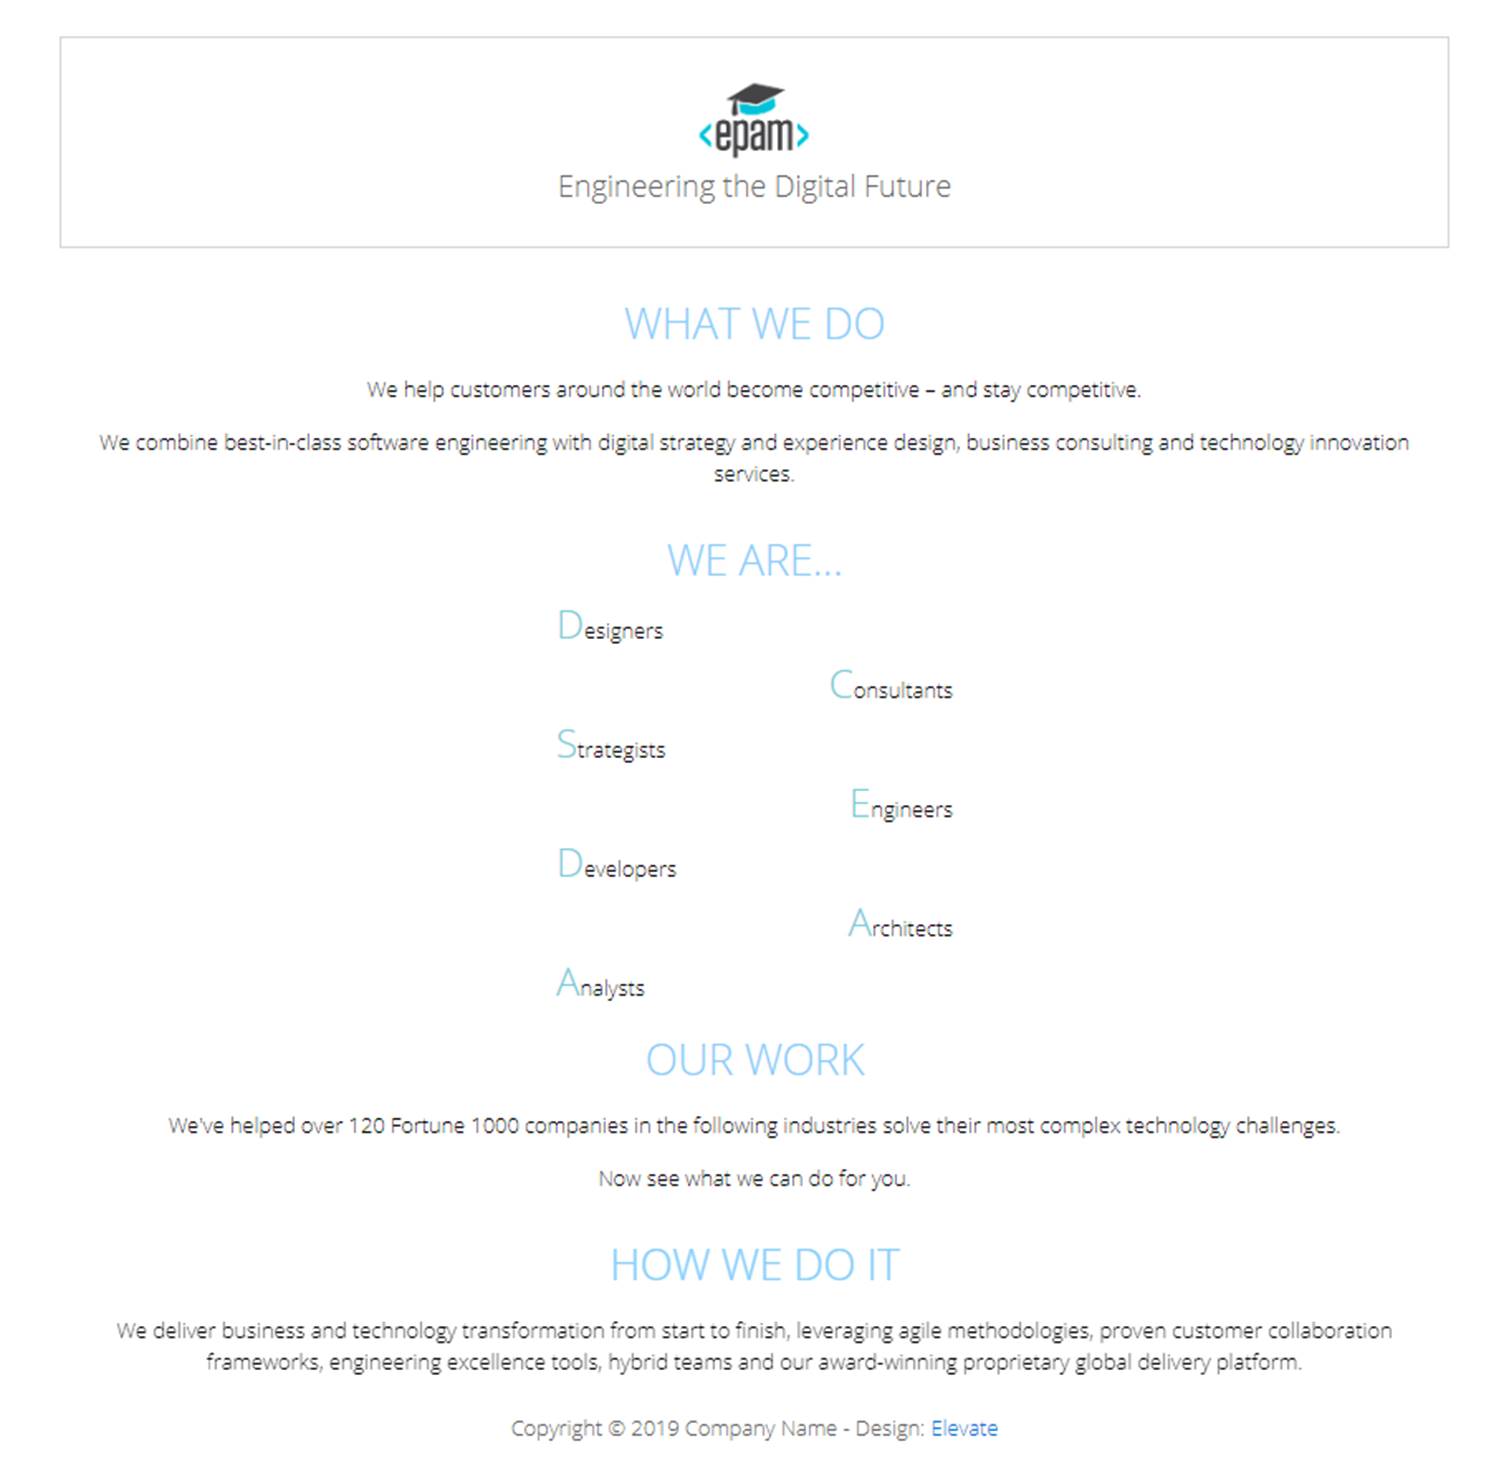 <epam>
Engineering the Digital Future
WHAT WE DO
We help customers around the world become competitive – and stay competitive.
We combine best-in-class software engineering with digital strategy and experience design, business consulting and technology innovation
services.
WE ARE...
Designers
Consultants
Strategists
Engineers
Developers
Architects
Analysts
OUR WORK
We've helped over 120 Fortune 1000 companies in the following industries solve their most complex technology challenges.
Now see what we can do for you.
HOW WE DO IT
We deliver business and technology transformation from start to finish, leveraging agile methodologies, proven customer collaboration
frameworks, engineering excellence tools, hybrid teams and our award-winning proprietary global delivery platform.
Copyright © 2019 Company Name - Design: Elevate